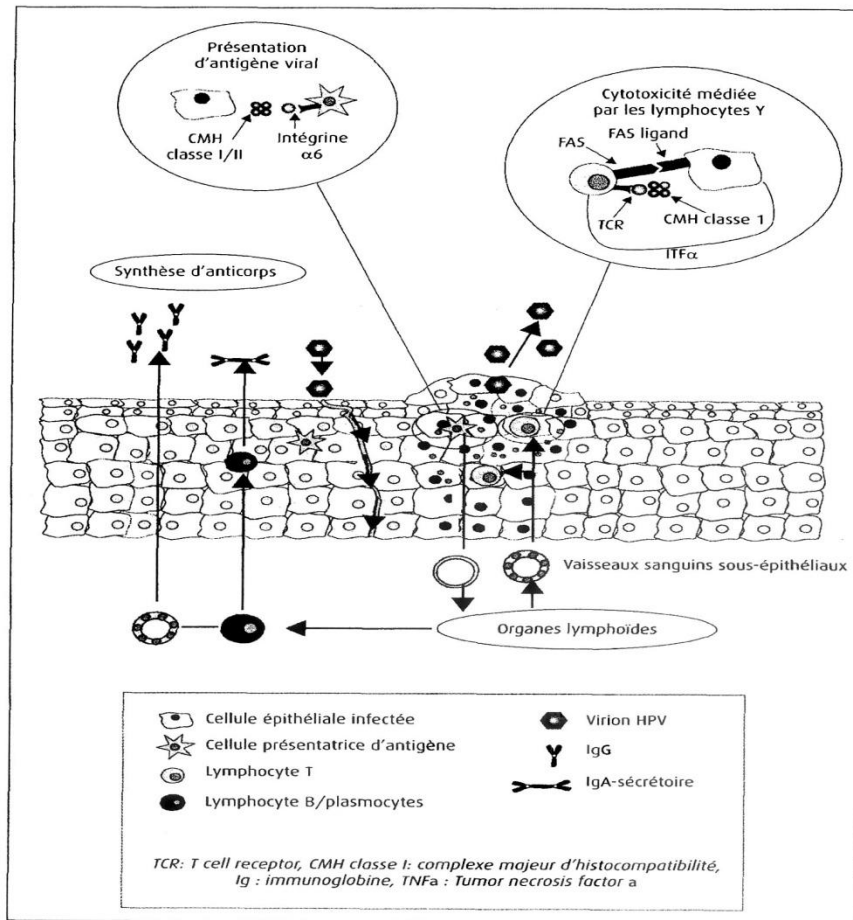 Présentation
d'antigène viral
CMH
classe I/II
Intégrine
α6
Cytotoxicité médiée
par les lymphocytes Y
FAS ligand
FAS
TCR
CMH classe 1
ITFα
Synthèse d'anticorps
Vaisseaux sanguins sous-épithéliaux
Organes lymphoïdes
Cellule épithéliale infectée
Cellule présentatrice d'antigène
Lymphocyte T
Lymphocyte B/plasmocytes
Virion HPV
IgG
IgA-sécrétoire
TCR: T cell receptor, CMH classe I: complexe majeur d'histocompatibilité,
Ig : immunoglobine, TNFa : Tumor necrosis factor a